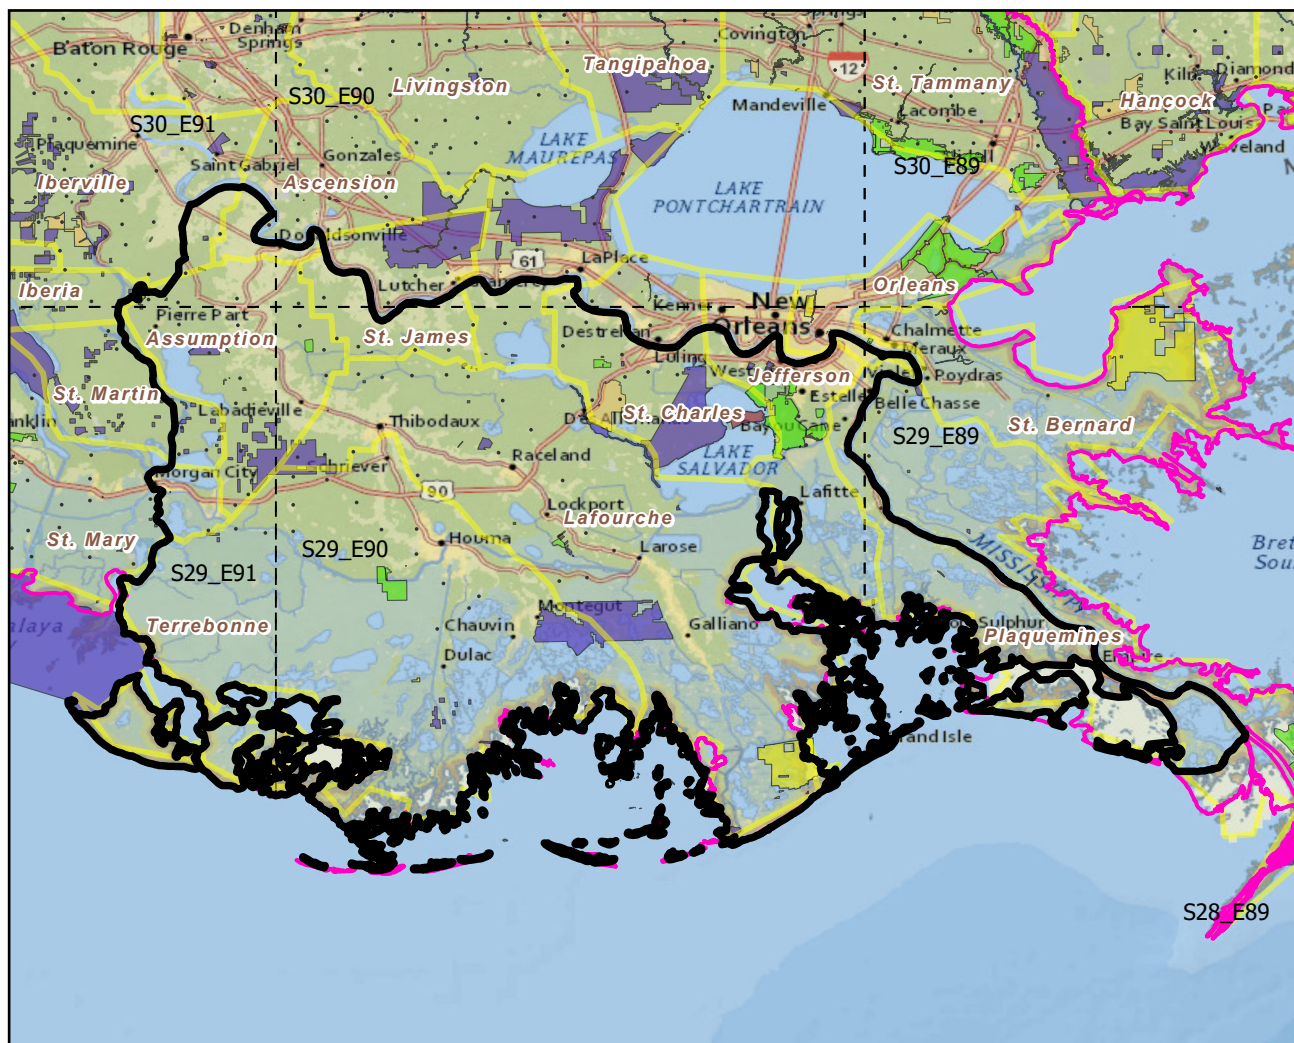 Denham
Springs
Covington
Springs
Baton Rouge
Tangipahoa
12
St. Tammany
Kiln
Diamond
S30_E90
Livingston
Mandeville
Lacombe
Hancock
S30_E91
Bay Saint Louis
Plaquemine
LAKE
MAUREPAS
Saint Gabriel
Gonzales
S30_E89
Iberville
Ascension
LAKE
PONTCHARTRAIN
Donaldsonville
61
LaPlace
Iberia
Lutcher
Orleans
Kenner
New
Orleans
Pierre Part
Destrehan
Chalmette
Assumption
St. James
Meraux
Luling
Jefferson
Poydras
St. Martin
Estelle
Belle Chasse
Labadieville
Thibodaux
St. Charles
St. Bernard
S29_E89
LAKE
SALVADOR
Raceland
Morgan City
90
Lafitte
Lockport
Lafourche
St. Mary
Houma
S29_E90
Larose
MISSISSIPPI
S29_E91
Montegut
Terrebonne
Chauvin
Galliano
Sulphur
Plaquemines
Dulac
Empire
Grand Isle
S28_E89